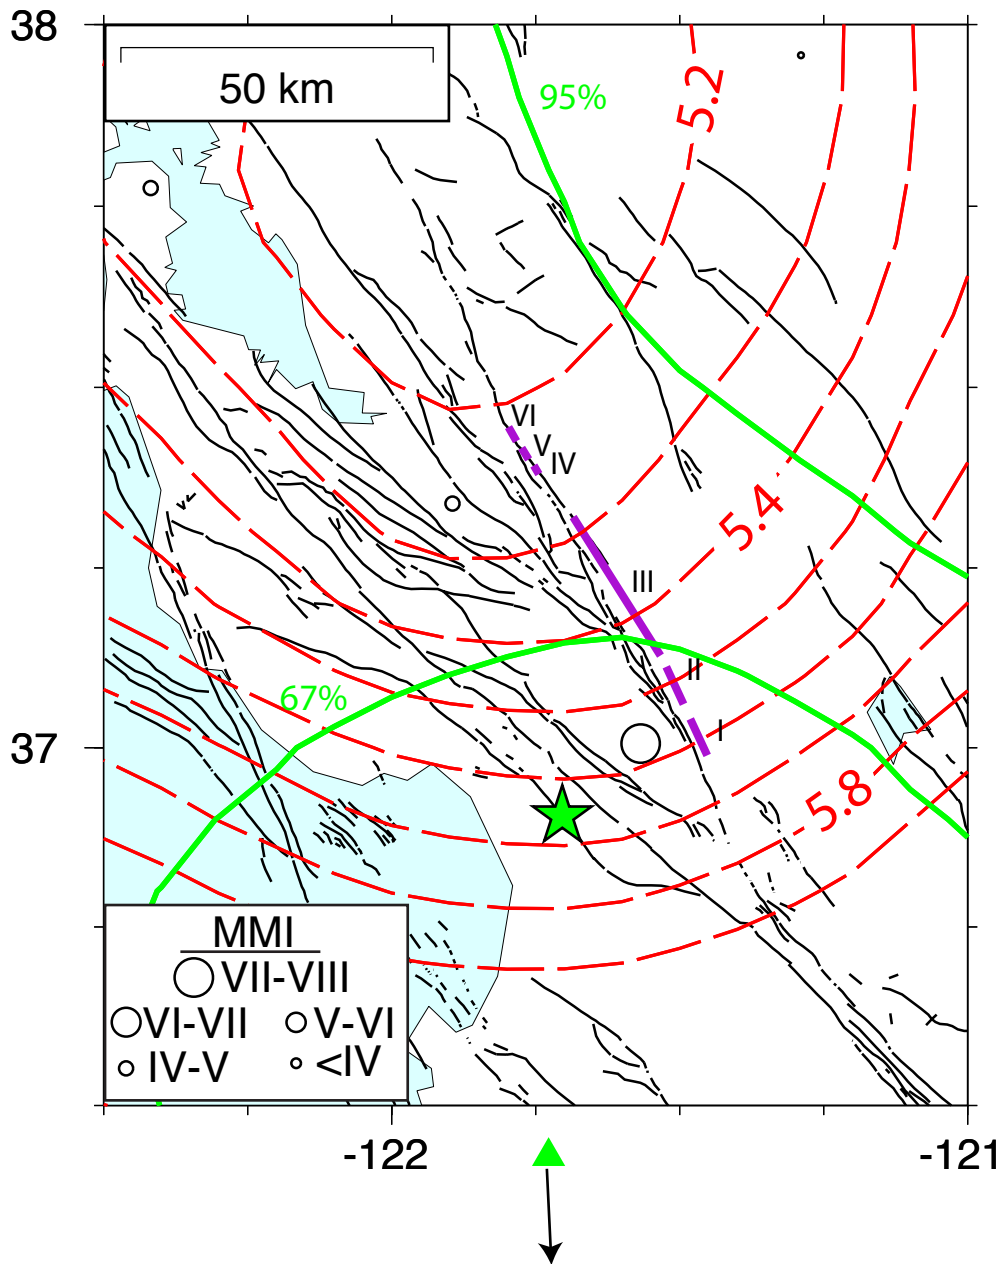 38
50 km
95%
5.2
VI
V
IV
5.4
III
II
67%
I
37
5.8
MMI
VII-VIII
VI-VII
V-VI
IV-V
<IV
-122
-121